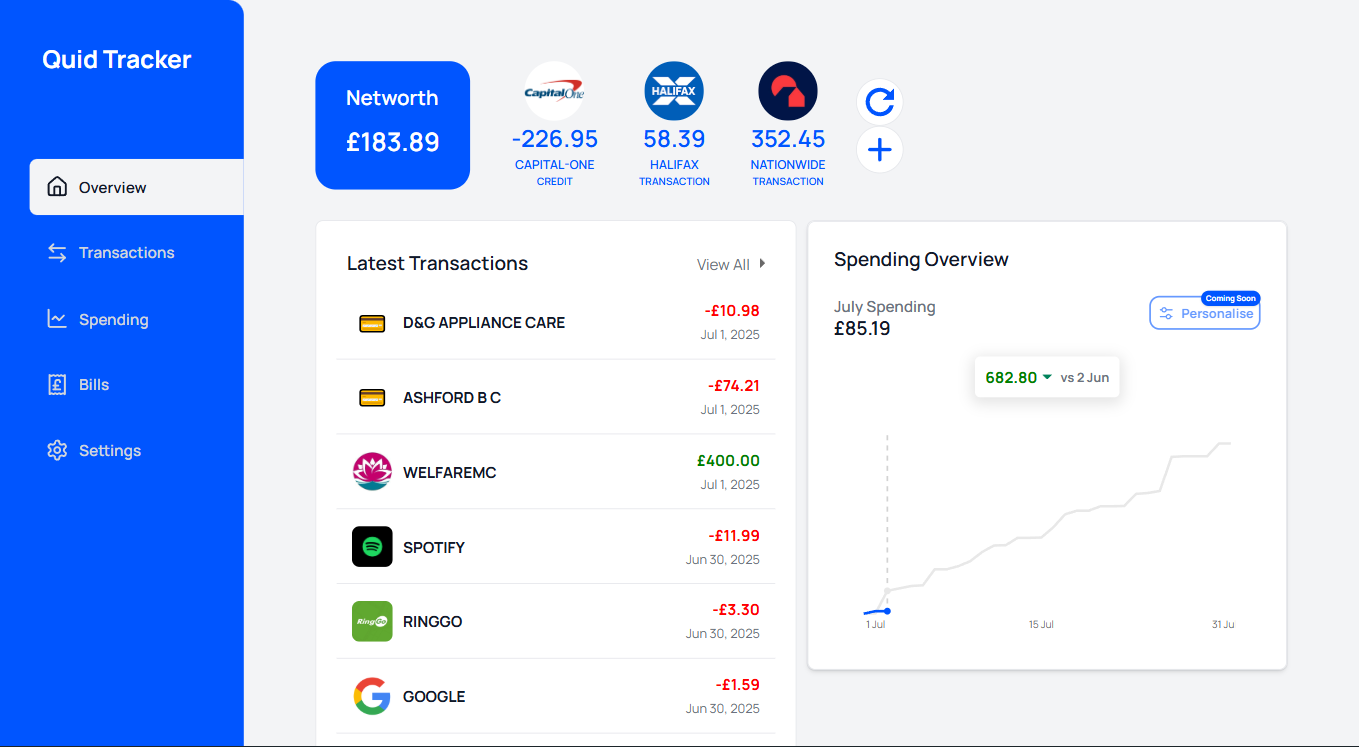 Quid Tracker
Overview
Transactions
Spending
Bills
Settings
Networth
£183.89
CapitalOne
-226.95
CAPITAL-ONE
CREDIT
HALIFAX
58.39
HALIFAX
TRANSACTION
352.45
NATIONWIDE
TRANSACTION
Latest Transactions
View All
D&G APPLIANCE CARE
-£10.98
Jul 1, 2025
ASHFORD B C
-£74.21
Jul 1, 2025
WELFAREMC
£400.00
Jul 1, 2025
SPOTIFY
-£11.99
Jun 30, 2025
RingGo
RINGGO
-£3.30
Jun 30, 2025
GOOGLE
-£1.59
Jun 30, 2025
Spending Overview
July Spending
£85.19
Coming Soon
Personalise
682.80 vs 2 Jun
1 Jul 15 Jul 31 Ju